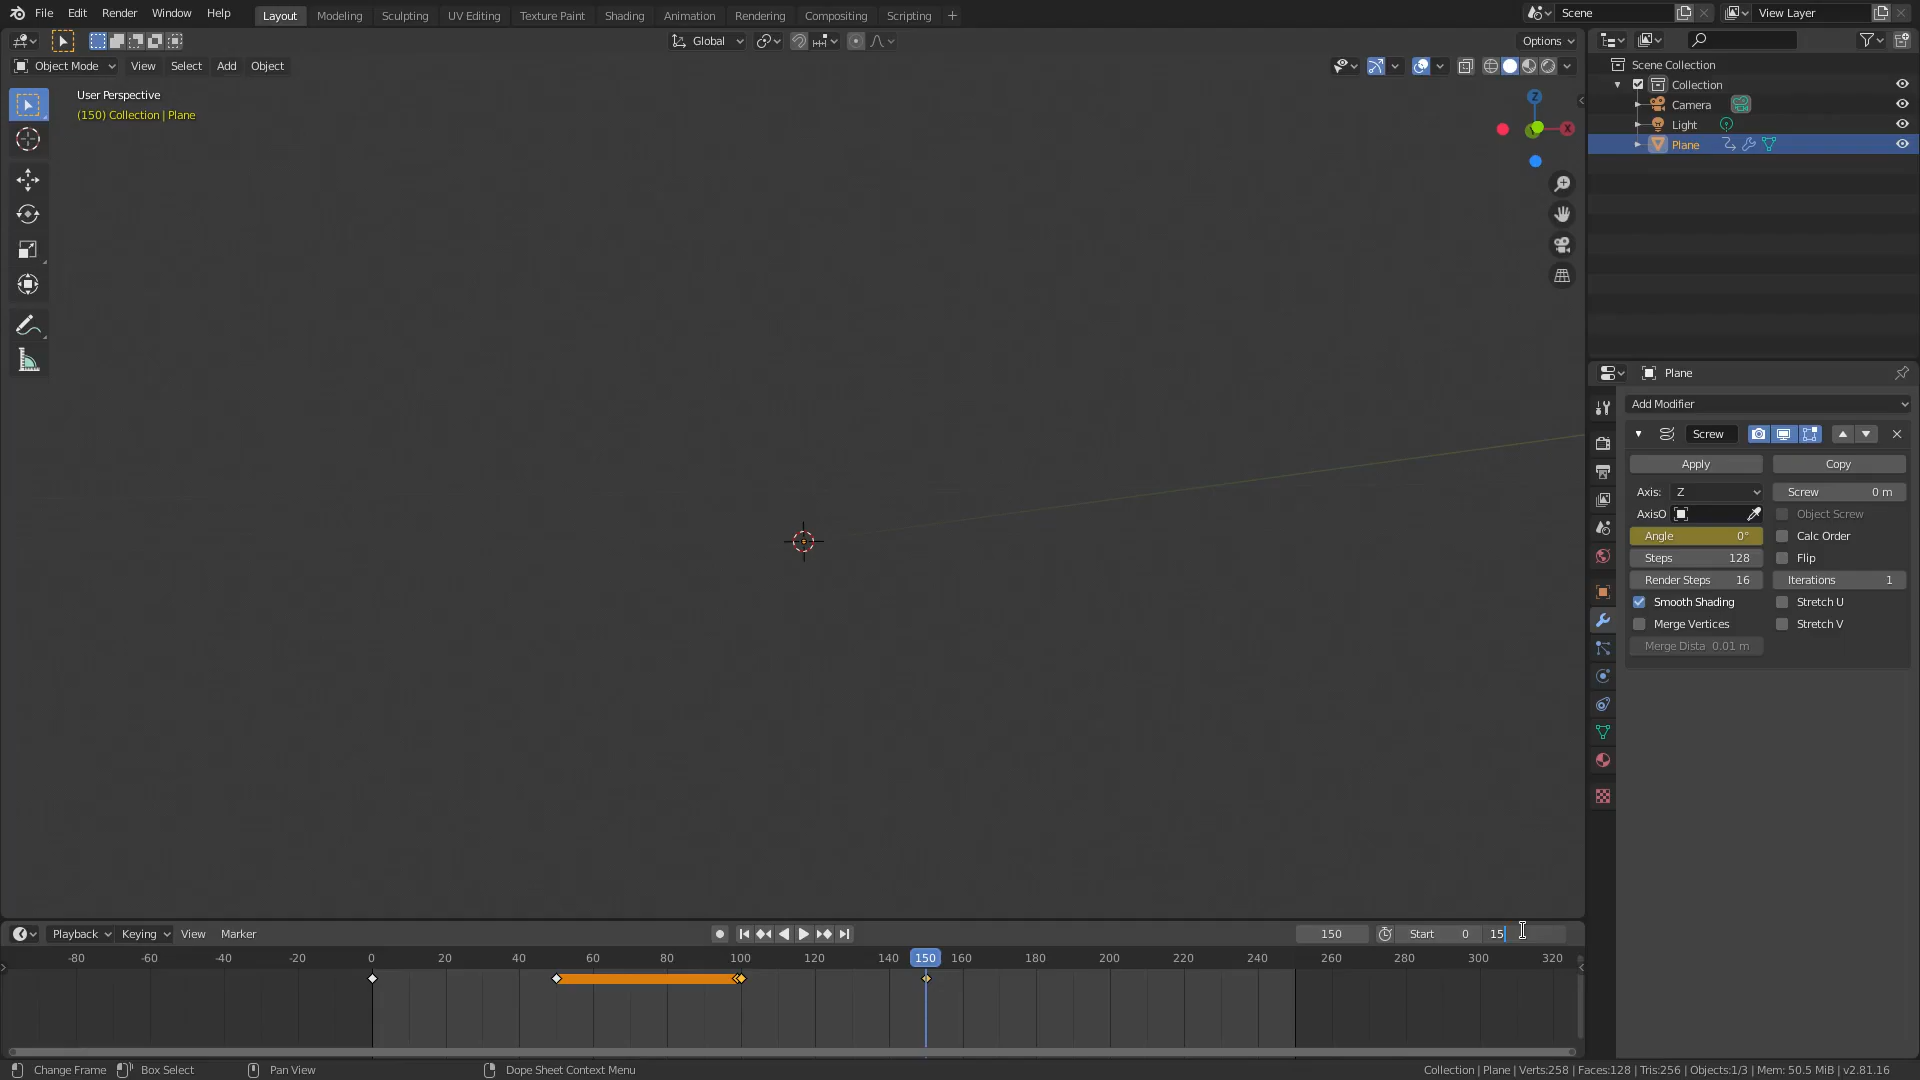 File Edit Render Window Help Layout Modeling Sculpting UV Editing Texture Paint Shading Animation Rendering Compositing Scripting + Scene View Layer
Global Options
Object Mode View Select Add Object
User Perspective
(150) Collection | Plane
Z
X
Scene Collection
Collection
Camera
Light
Plane
Plane
Add Modifier
Screw
Apply Copy
Axis: Z Screw 0 m
AxisO Object Screw
Angle 0° Calc Order
Steps 128 Flip
Render Steps 16 Iterations 1
Smooth Shading Stretch U
Merge Vertices Stretch V
Merge Dista 0.01 m
Playback Keying View Marker 150 Start 0 15
-80 -60 -40 -20 0 20 40 60 80 100 120 140 150 160 180 200 220 240 260 280 300 320
Change Frame Box Select Pan View Dope Sheet Context Menu Collection | Plane | Verts:258 | Faces:128 | Tris:256 | Objects:1/3 | Mem: 50.5 MiB | v2.81.16